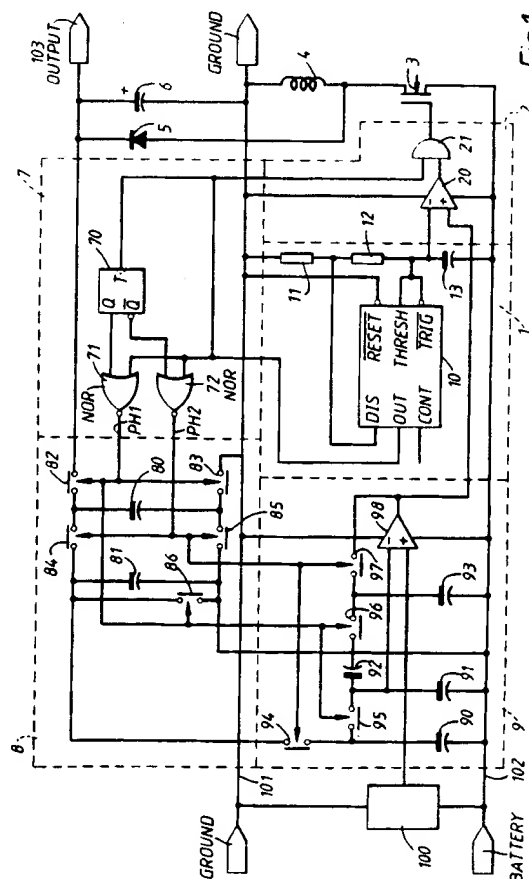 103
OUTPUT
GROUND
6
+
5
4
3
7
2
70
Q T
Q̅
71
NOR
72
NOR
PH1
PH2
21
20
- +
11
12
13
10
DIS
OUT
CONT
RESET
THRESH
TRIG
1
82
80
83
84
85
81
86
8
98
- +
97
96
93
92
91
95
94
90
9
101
102
100
GROUND
BATTERY